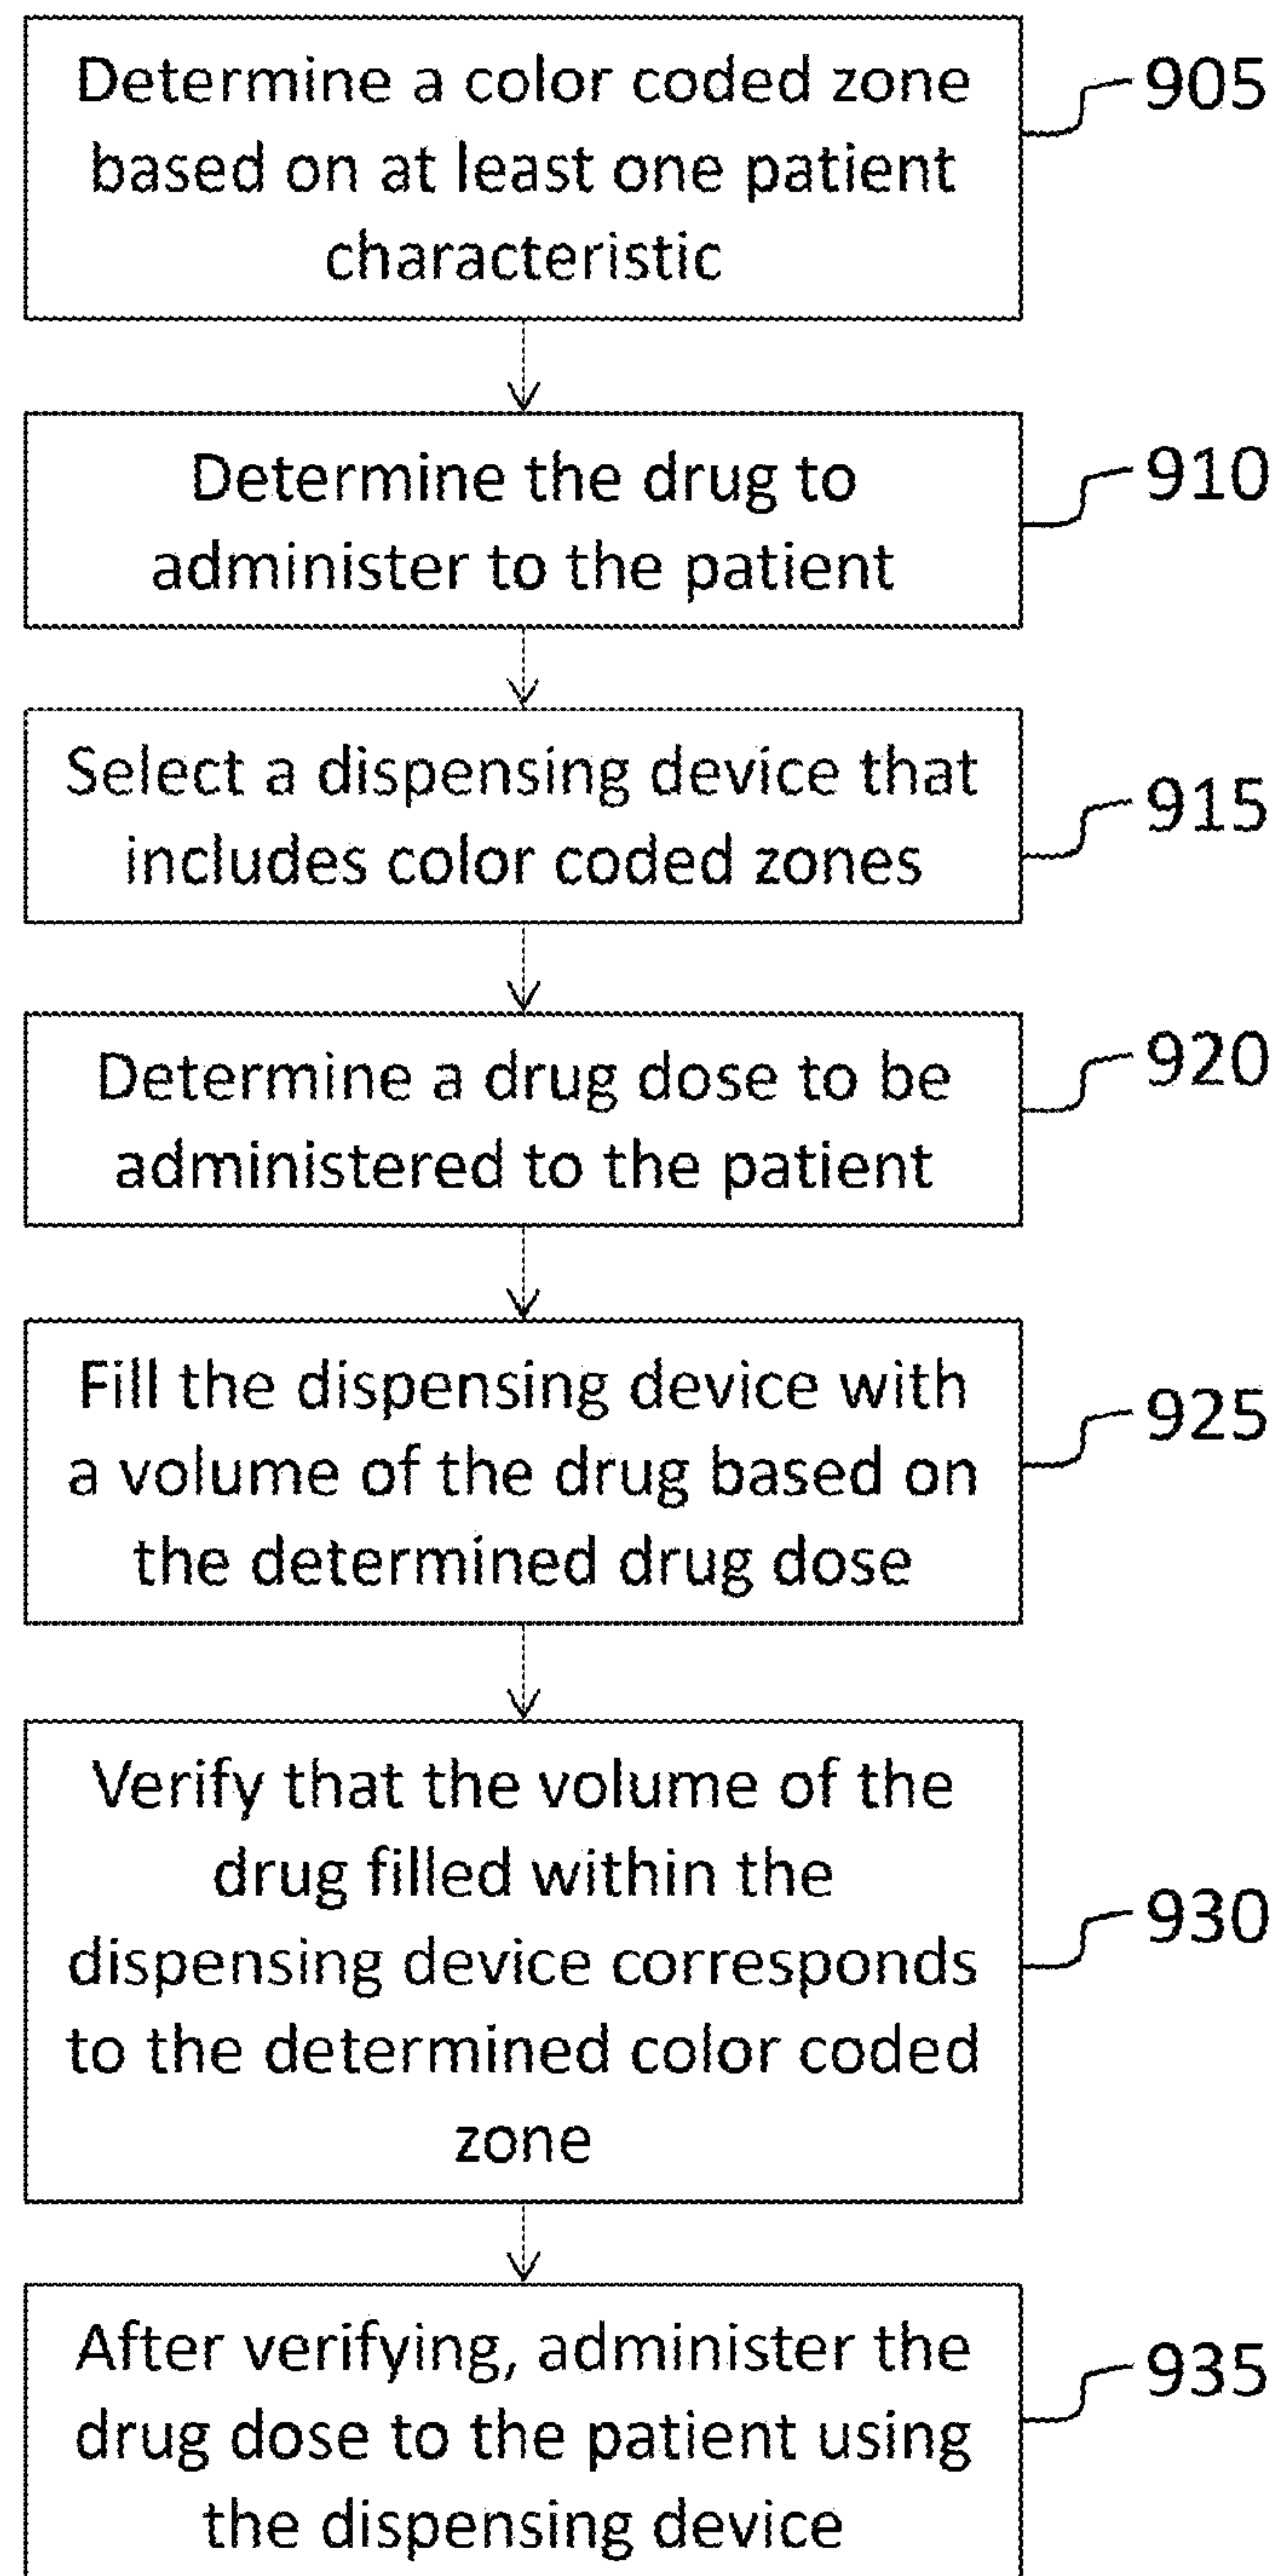 Determine a color coded zone
based on at least one patient
characteristic
905
Determine the drug to
administer to the patient
910
Select a dispensing device that
includes color coded zones
915
Determine a drug dose to be
administered to the patient
920
Fill the dispensing device with
a volume of the drug based on
the determined drug dose
925
Verify that the volume of the
drug filled within the
dispensing device corresponds
to the determined color coded
zone
930
After verifying, administer the
drug dose to the patient using
the dispensing device
935